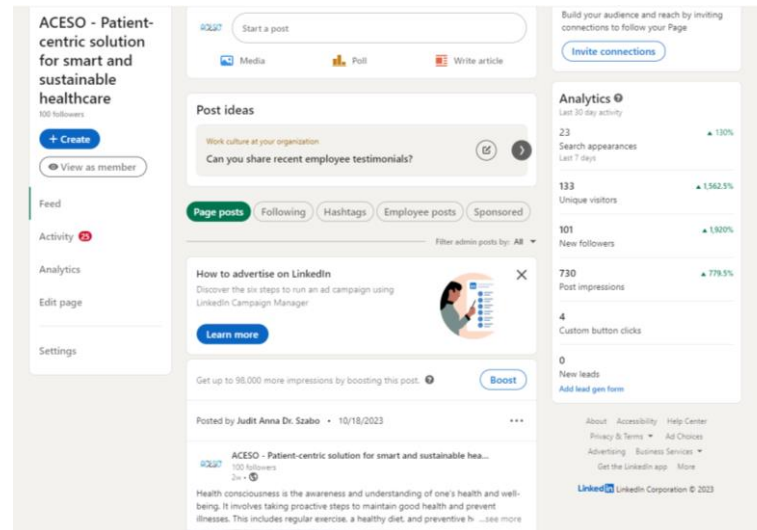 ACESO - Patient-
centric solution
for smart and
sustainable
healthcare
100 followers
+ Create
View as member
Feed
Activity 25
Analytics
Edit page
Settings
ACESO
Start a post
Media
Poll
Write article
Post ideas
Work culture at your organization
Can you share recent employee testimonials?
Page posts
Following
Hashtags
Employee posts
Sponsored
Filter admin posts by: All
How to advertise on LinkedIn
Discover the six steps to run an ad campaign using
LinkedIn Campaign Manager
Learn more
Get up to 98,000 more impressions by boosting this post.
Boost
Posted by Judit Anna Dr. Szabo • 10/18/2023
ACESO
ACESO - Patient-centric solution for smart and sustainable hea...
100 followers
2w •
Health consciousness is the awareness and understanding of one's health and well-
being. It involves taking proactive steps to maintain good health and prevent
illnesses. This includes regular exercise, a healthy diet, and preventive h ...see more
Build your audience and reach by inviting
connections to follow your Page
Invite connections
Analytics
Last 30 day activity
23 ▲ 130%
Search appearances
Last 7 days
133 ▲ 1,562.5%
Unique visitors
101 ▲ 1,920%
New followers
730 ▲ 779.5%
Post impressions
4
Custom button clicks
0
New leads
Add lead gen form
About Accessibility Help Center
Privacy & Terms Ad Choices
Advertising Business Services
Get the LinkedIn app More
LinkedIn LinkedIn Corporation © 2023